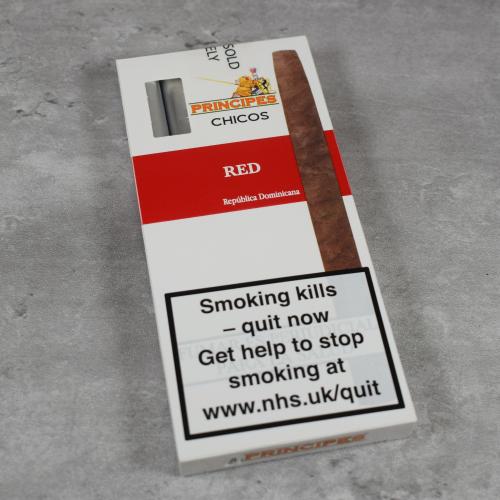 SOLD
ELY
PRINCIPES
CHICOS
RED
República Dominicana
Smoking kills
– quit now
Get help to stop
smoking at
www.nhs.uk/quit
PRINCIPES